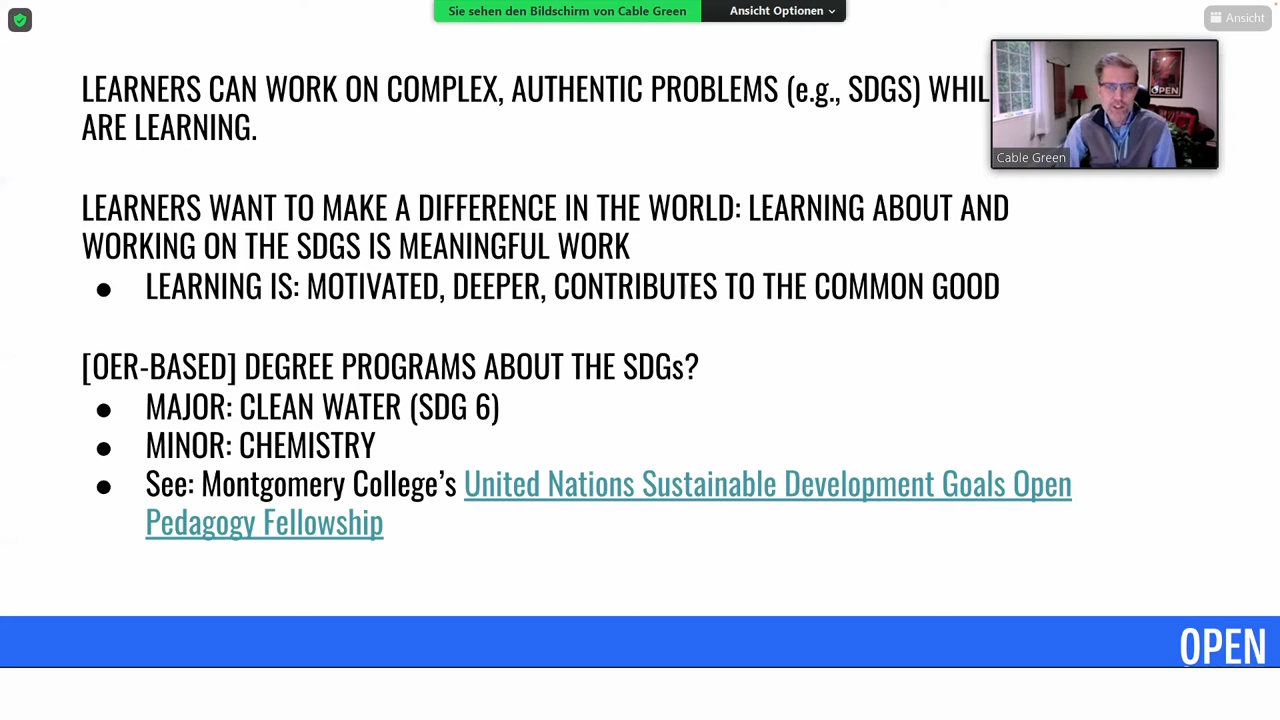 Sie sehen den Bildschirm von Cable Green
Ansicht Optionen
Ansicht
LEARNERS CAN WORK ON COMPLEX, AUTHENTIC PROBLEMS (e.g., SDGS)
ARE LEARNING.
OPEN
Cable Green
LEARNERS WANT TO MAKE A DIFFERENCE IN THE WORLD: LEARNING ABOUT AND
WORKING ON THE SDGS IS MEANINGFUL WORK
● LEARNING IS: MOTIVATED, DEEPER, CONTRIBUTES TO THE COMMON GOOD
[OER-BASED] DEGREE PROGRAMS ABOUT THE SDGs?
● MAJOR: CLEAN WATER (SDG 6)
● MINOR: CHEMISTRY
● See: Montgomery College’s United Nations Sustainable Development Goals Open
Pedagogy Fellowship
OPEN